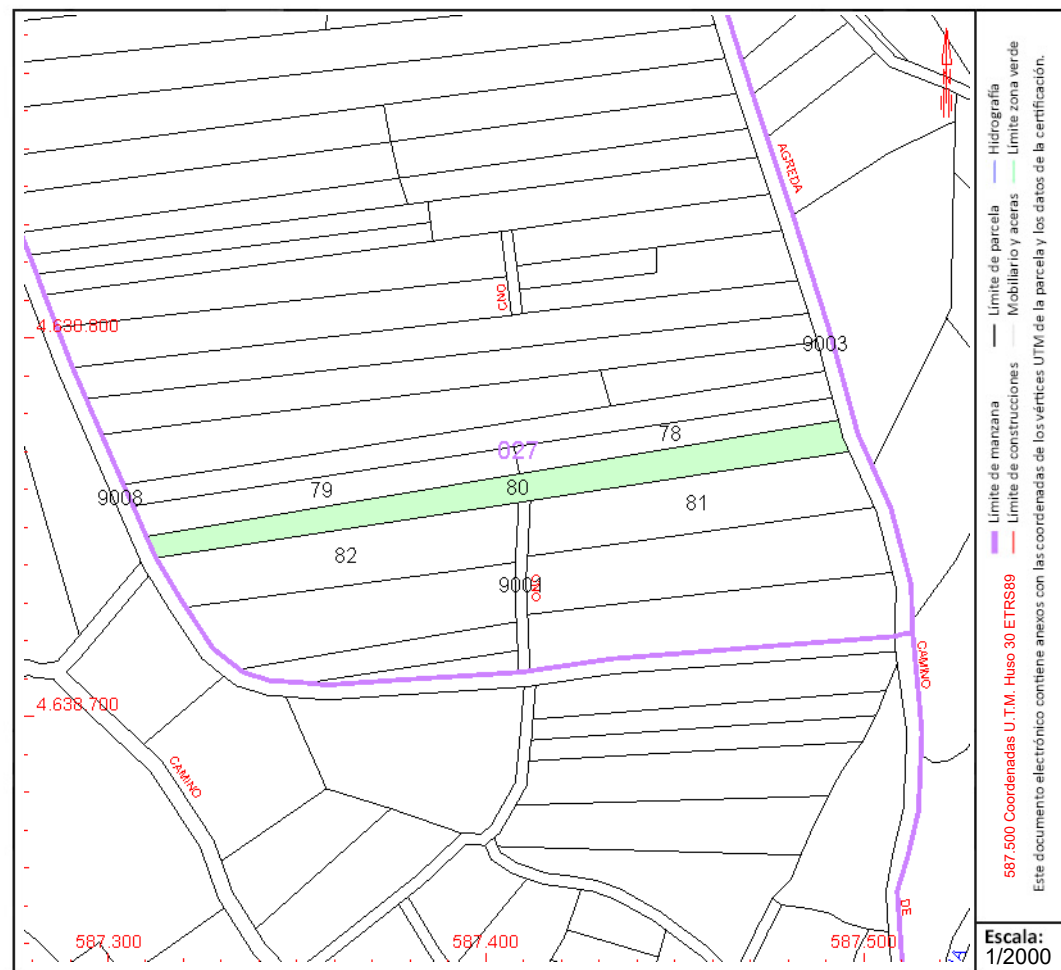 AGREDA
CNO
4.638.800
9003
78
027
79
80
9008
81
82
9001
CNO
CAMINO
4.638.700
CAMINO
DE
587.300
587.400
587.500
Límite de manzana
Límite de parcela
Hidrografía
Límite de construcciones
Mobiliario y aceras
Límite zona verde
587.500 Coordenadas U.T.M. Huso 30 ETRS89
Este documento electrónico contiene anexos con las coordenadas de los vértices UTM de la parcela y los datos de la certificación.
Escala:
1/2000